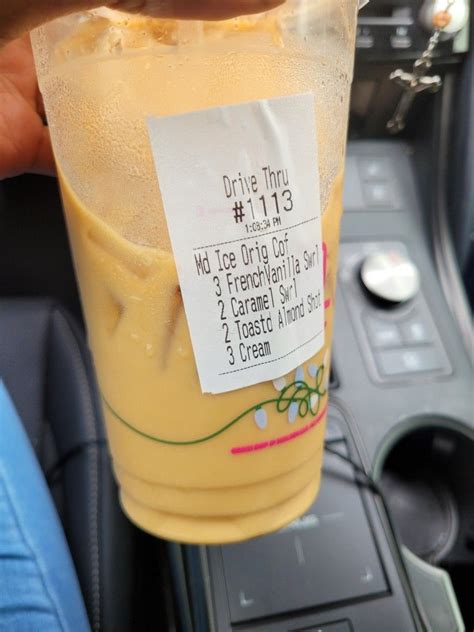 Drive Thru
#1113
1:08:34 PM
Md Ice Orig Cof
3 FrenchVanilla Swrl
2 Caramel Swrl
2 Toastd Almond Shot
3 Cream